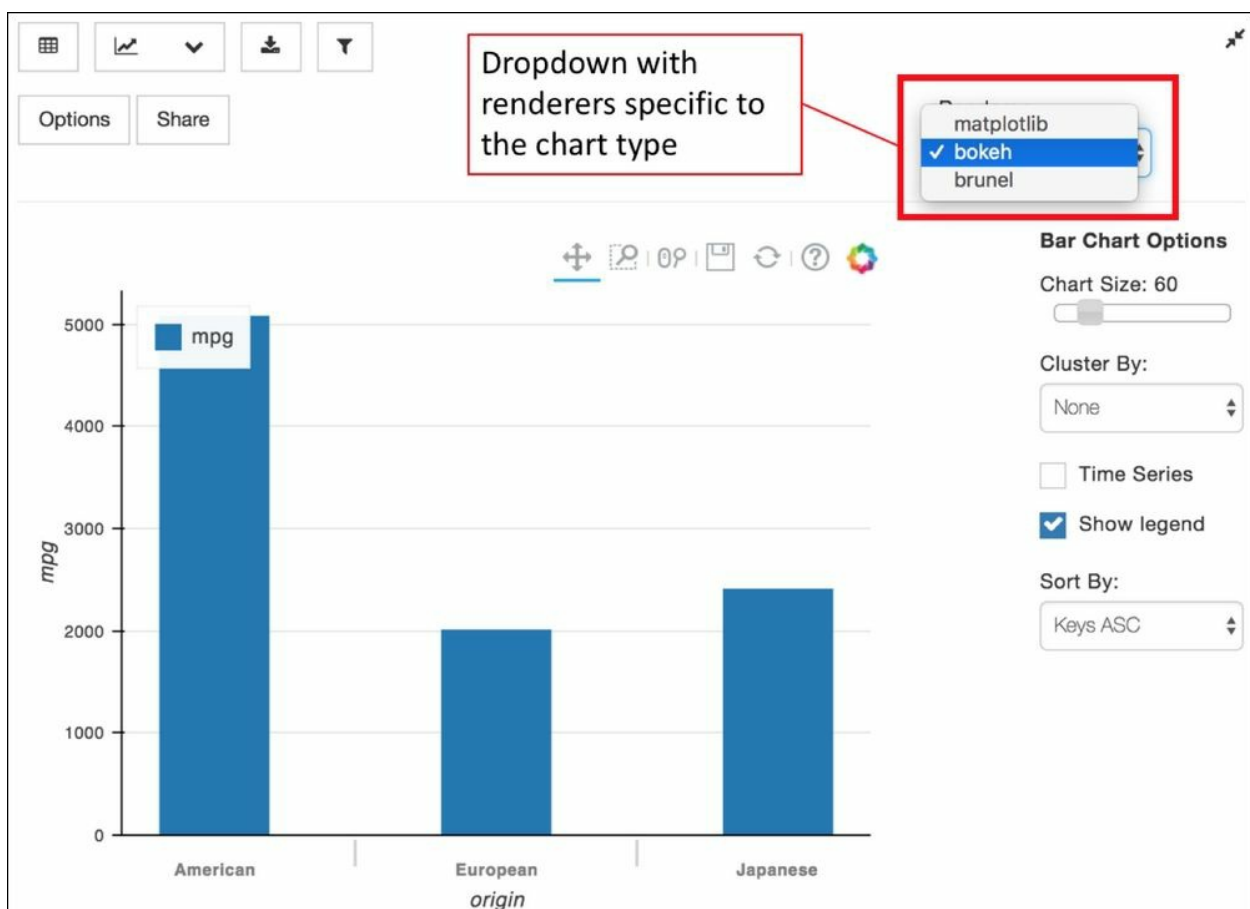 Dropdown with
renderers specific to
the chart type
matplotlib
✓ bokeh
brunel
Options
Share
Bar Chart Options
Chart Size: 60
Cluster By:
None
Time Series
Show legend
Sort By:
Keys ASC
mpg
5000
4000
3000
2000
1000
0
mpg
American
European
Japanese
origin